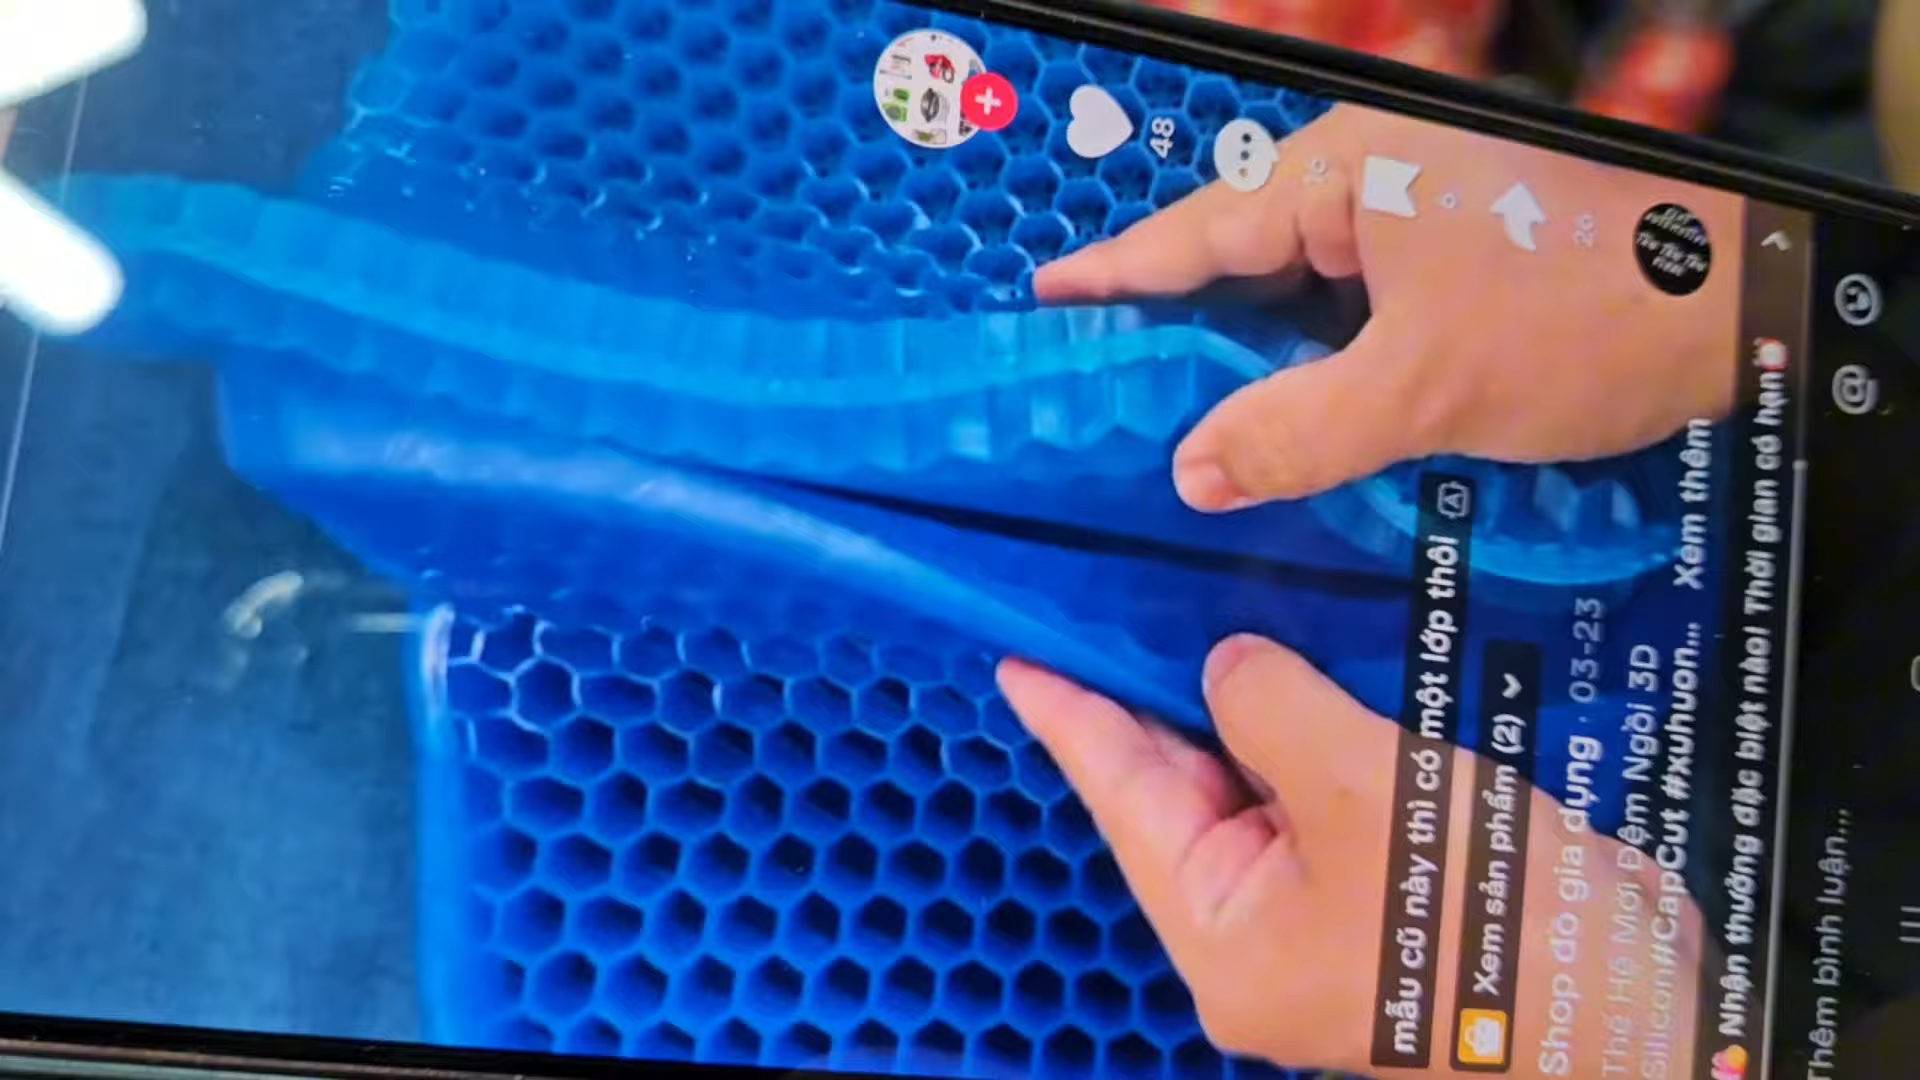 48
20
mẫu cũ này thì có một lớp thôi
Xem sản phẩm (2)
Shop đồ gia dụng · 03-23
Thế Hệ Mới Đệm Ngồi 3D
Silicon#CapCut #xuhuon... Xem thêm
Nhận thưởng đặc biệt nào! Thời gian có hạn
Thêm bình luận...
@